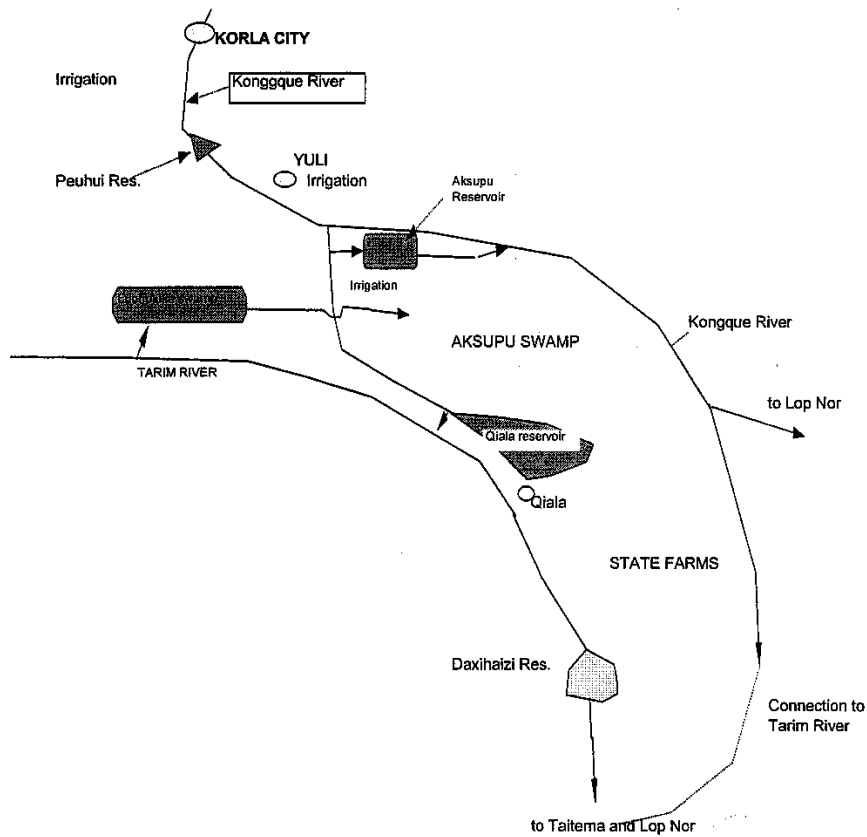 KORLA CITY
Irrigation
Konggque River
Peuhui Res.
YULI
Irrigation
Aksupu
Reservoir
Irrigation
Kongque River
AKSUPU SWAMP
TARIM RIVER
to Lop Nor
Qiala reservoir
Qiala
STATE FARMS
Daxihaizi Res.
Connection to
Tarim River
to Taitema and Lop Nor